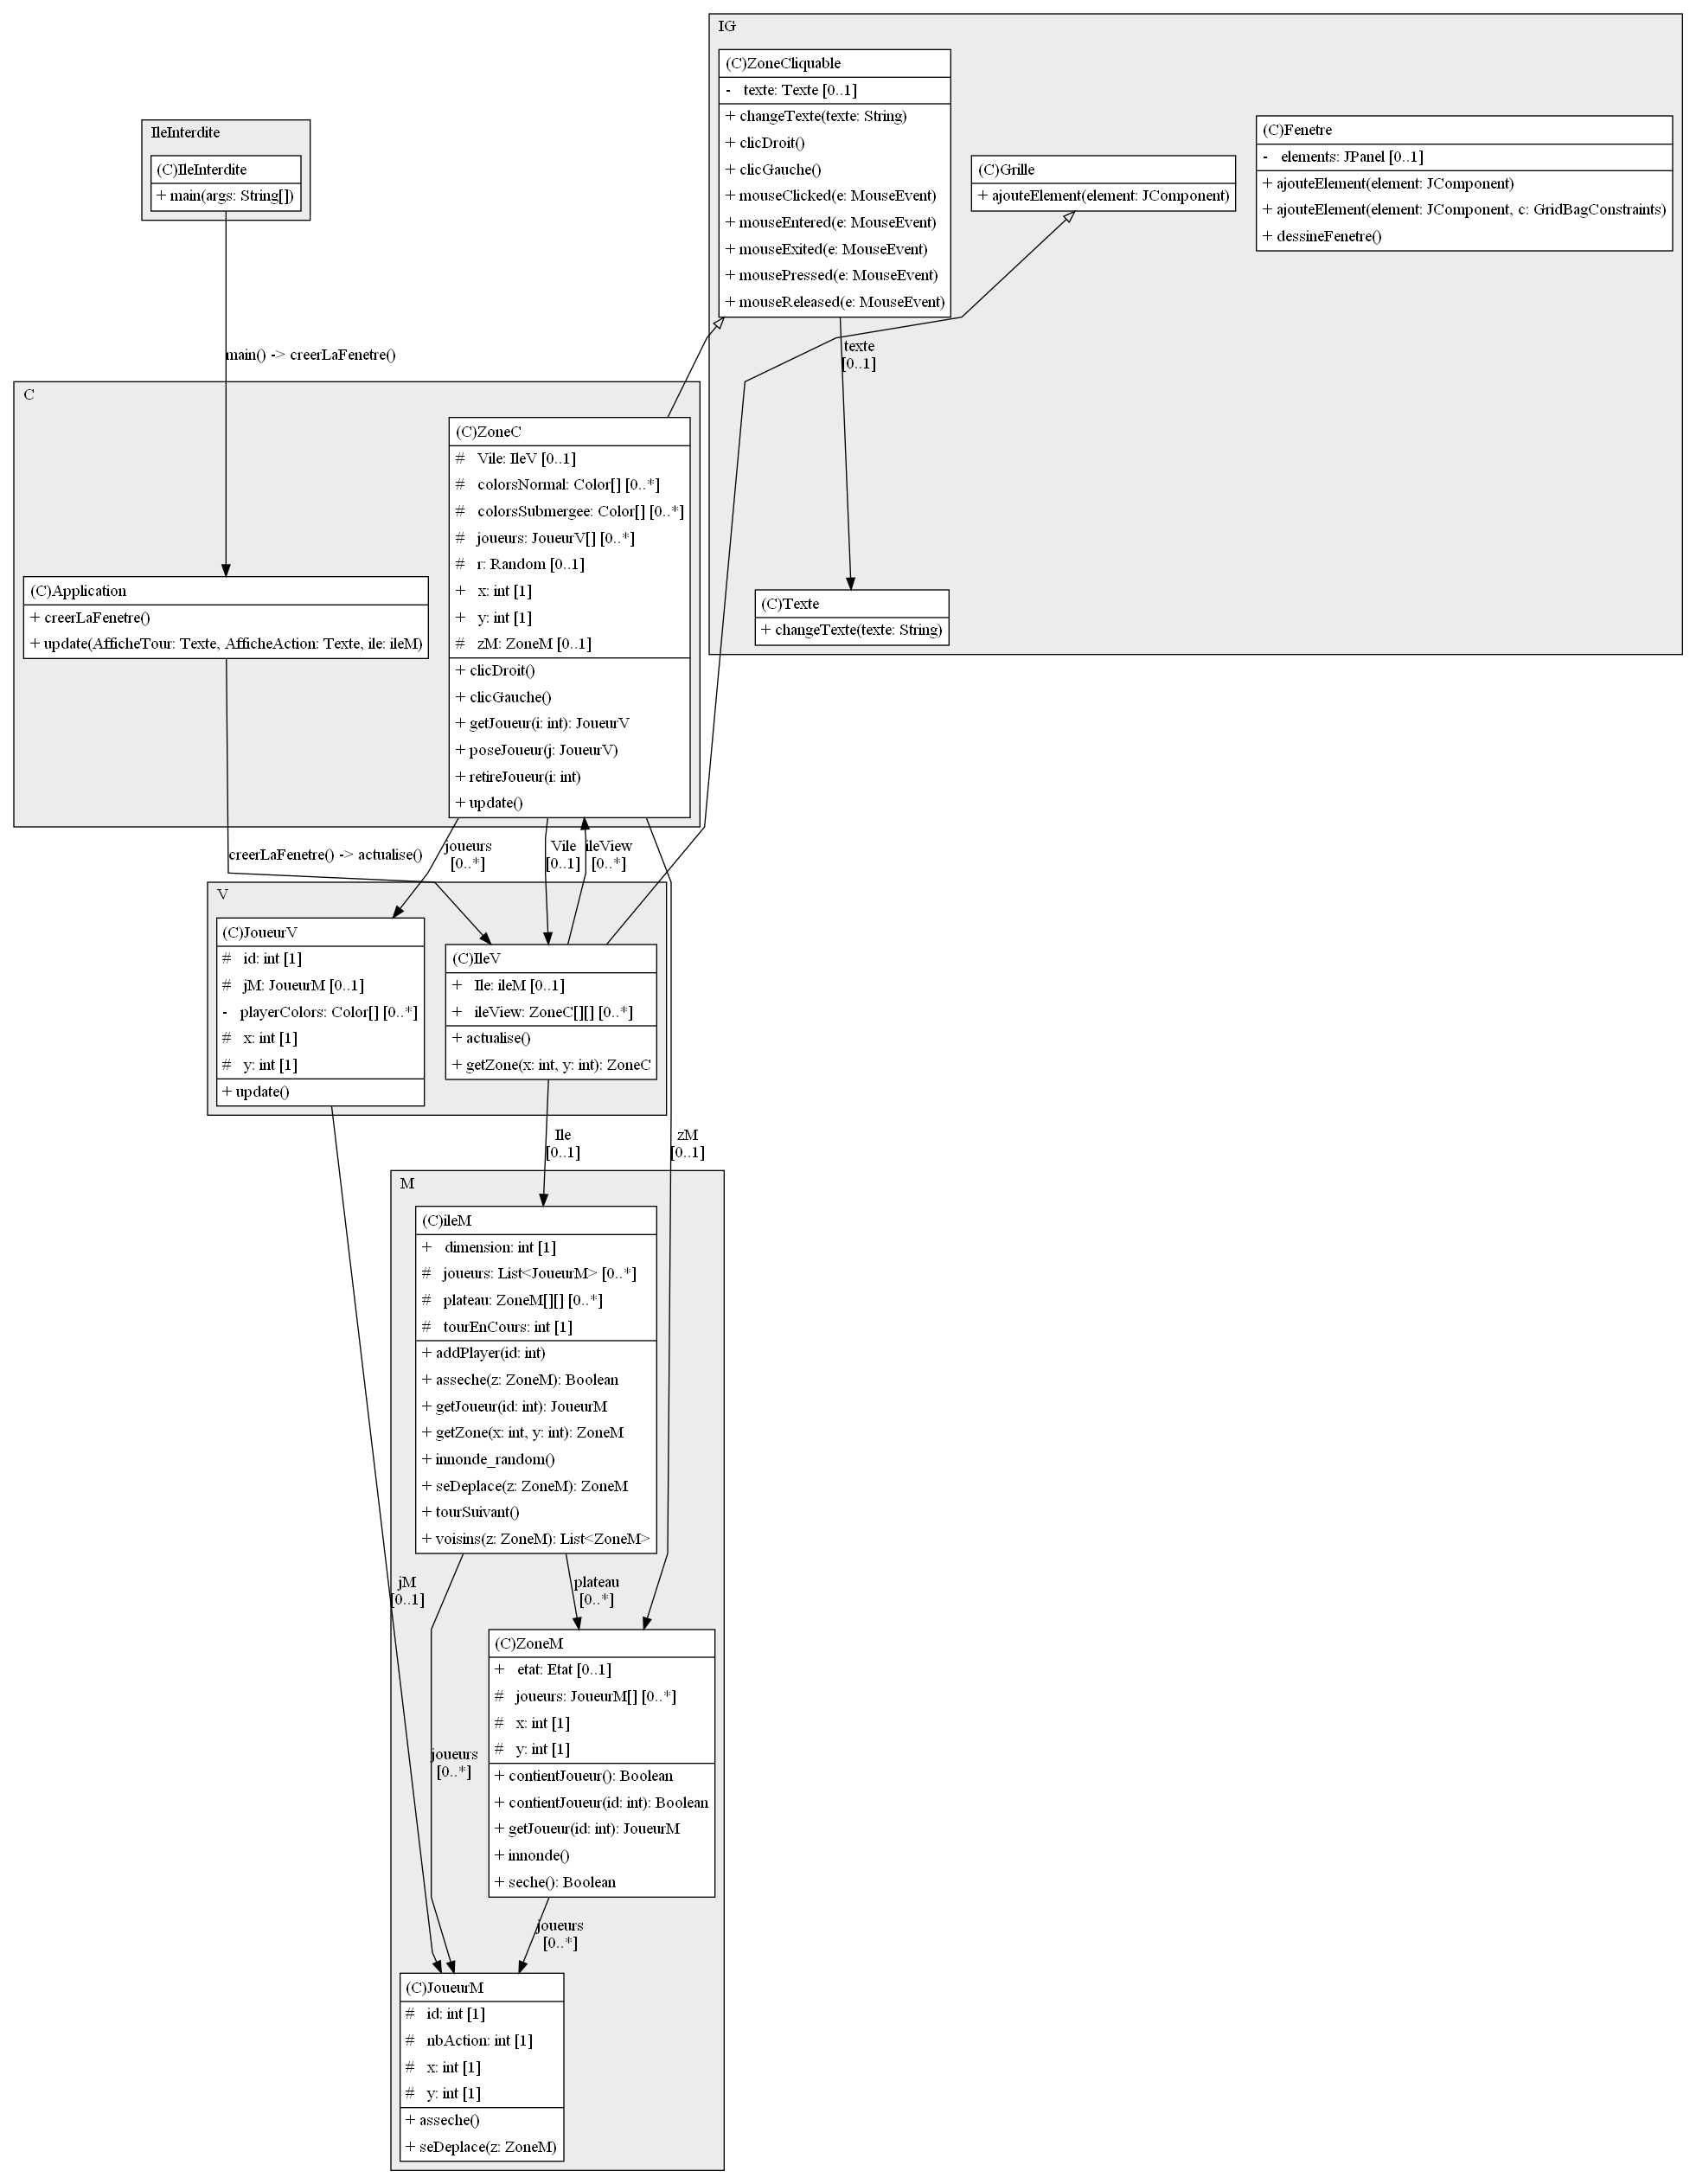 IG
(C)ZoneCliquable
- texte: Texte [0..1]
+ changeTexte(texte: String)
+ clicDroit()
+ clicGauche()
+ mouseClicked(e: MouseEvent)
+ mouseEntered(e: MouseEvent)
+ mouseExited(e: MouseEvent)
+ mousePressed(e: MouseEvent)
+ mouseReleased(e: MouseEvent)
(C)Grille
+ ajouteElement(element: JComponent)
(C)Fenetre
- elements: JPanel [0..1]
+ ajouteElement(element: JComponent)
+ ajouteElement(element: JComponent, c: GridBagConstraints)
+ dessineFenetre()
IleInterdite
(C)IleInterdite
+ main(args: String[])
main() -> creerLaFenetre()
texte
[0..1]
(C)Texte
+ changeTexte(texte: String)
C
(C)ZoneC
# Vile: IleV [0..1]
# colorsNormal: Color[] [0..*]
# colorsSubmergee: Color[] [0..*]
# joueurs: JoueurV[] [0..*]
# r: Random [0..1]
+ x: int [1]
+ y: int [1]
# zM: ZoneM [0..1]
+ clicDroit()
+ clicGauche()
+ getJoueur(i: int): JoueurV
+ poseJoueur(j: JoueurV)
+ retireJoueur(i: int)
+ update()
(C)Application
+ creerLaFenetre()
+ update(AfficheTour: Texte, AfficheAction: Texte, ile: ileM)
creerLaFenetre() -> actualise()
joueurs
[0..*]
Vile
[0..1]
ileView
[0..*]
V
(C)JoueurV
# id: int [1]
# jM: JoueurM [0..1]
- playerColors: Color[] [0..*]
# x: int [1]
# y: int [1]
+ update()
(C)IleV
+ Ile: ileM [0..1]
+ ileView: ZoneC[][] [0..*]
+ actualise()
+ getZone(x: int, y: int): ZoneC
Ile
[0..1]
zM
[0..1]
M
(C)ileM
+ dimension: int [1]
# joueurs: List<JoueurM> [0..*]
# plateau: ZoneM[][] [0..*]
# tourEnCours: int [1]
+ addPlayer(id: int)
+ asseche(z: ZoneM): Boolean
+ getJoueur(id: int): JoueurM
+ getZone(x: int, y: int): ZoneM
+ innonde_random()
+ seDeplace(z: ZoneM): ZoneM
+ tourSuivant()
+ voisins(z: ZoneM): List<ZoneM>
jM
[0..1]
plateau
[0..*]
(C)ZoneM
+ etat: Etat [0..1]
# joueurs: JoueurM[] [0..*]
# x: int [1]
# y: int [1]
+ contientJoueur(): Boolean
+ contientJoueur(id: int): Boolean
+ getJoueur(id: int): JoueurM
+ innonde()
+ seche(): Boolean
joueurs
[0..*]
joueurs
[0..*]
(C)JoueurM
# id: int [1]
# nbAction: int [1]
# x: int [1]
# y: int [1]
+ asseche()
+ seDeplace(z: ZoneM)